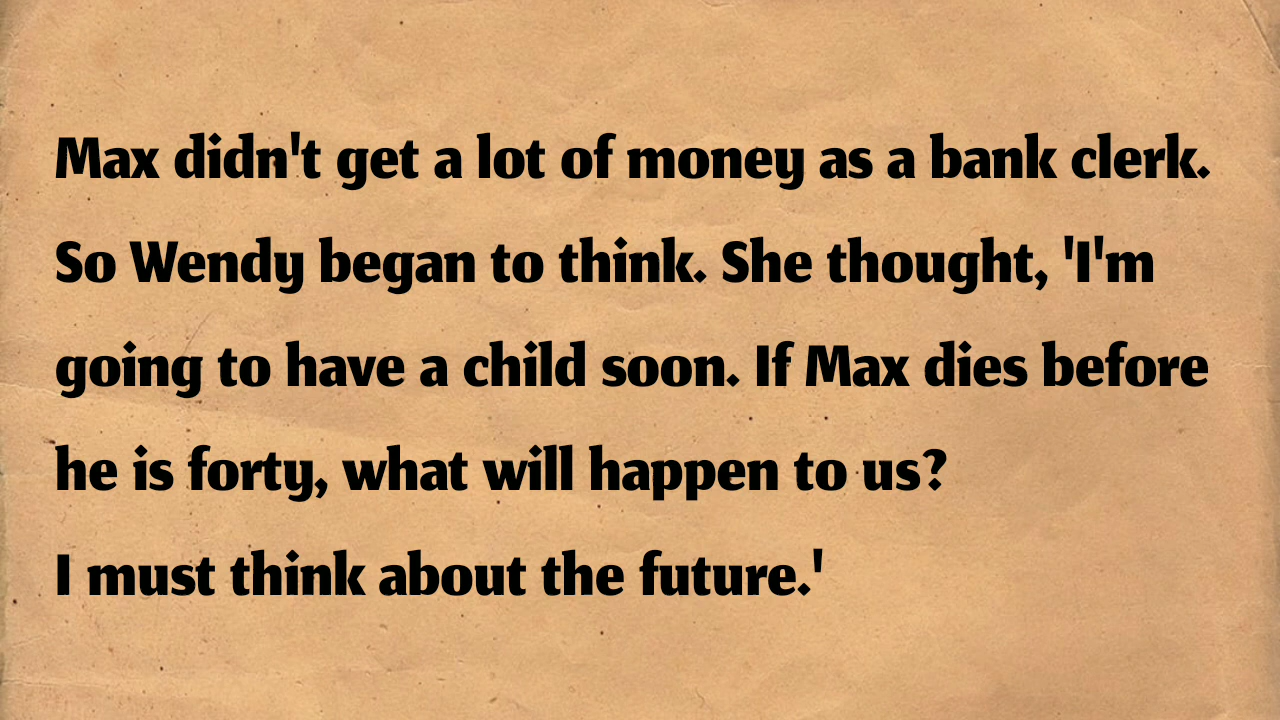 Max didn't get a lot of money as a bank clerk.
So Wendy began to think. She thought, 'I'm
going to have a child soon. If Max dies before
he is forty, what will happen to us?
I must think about the future.'